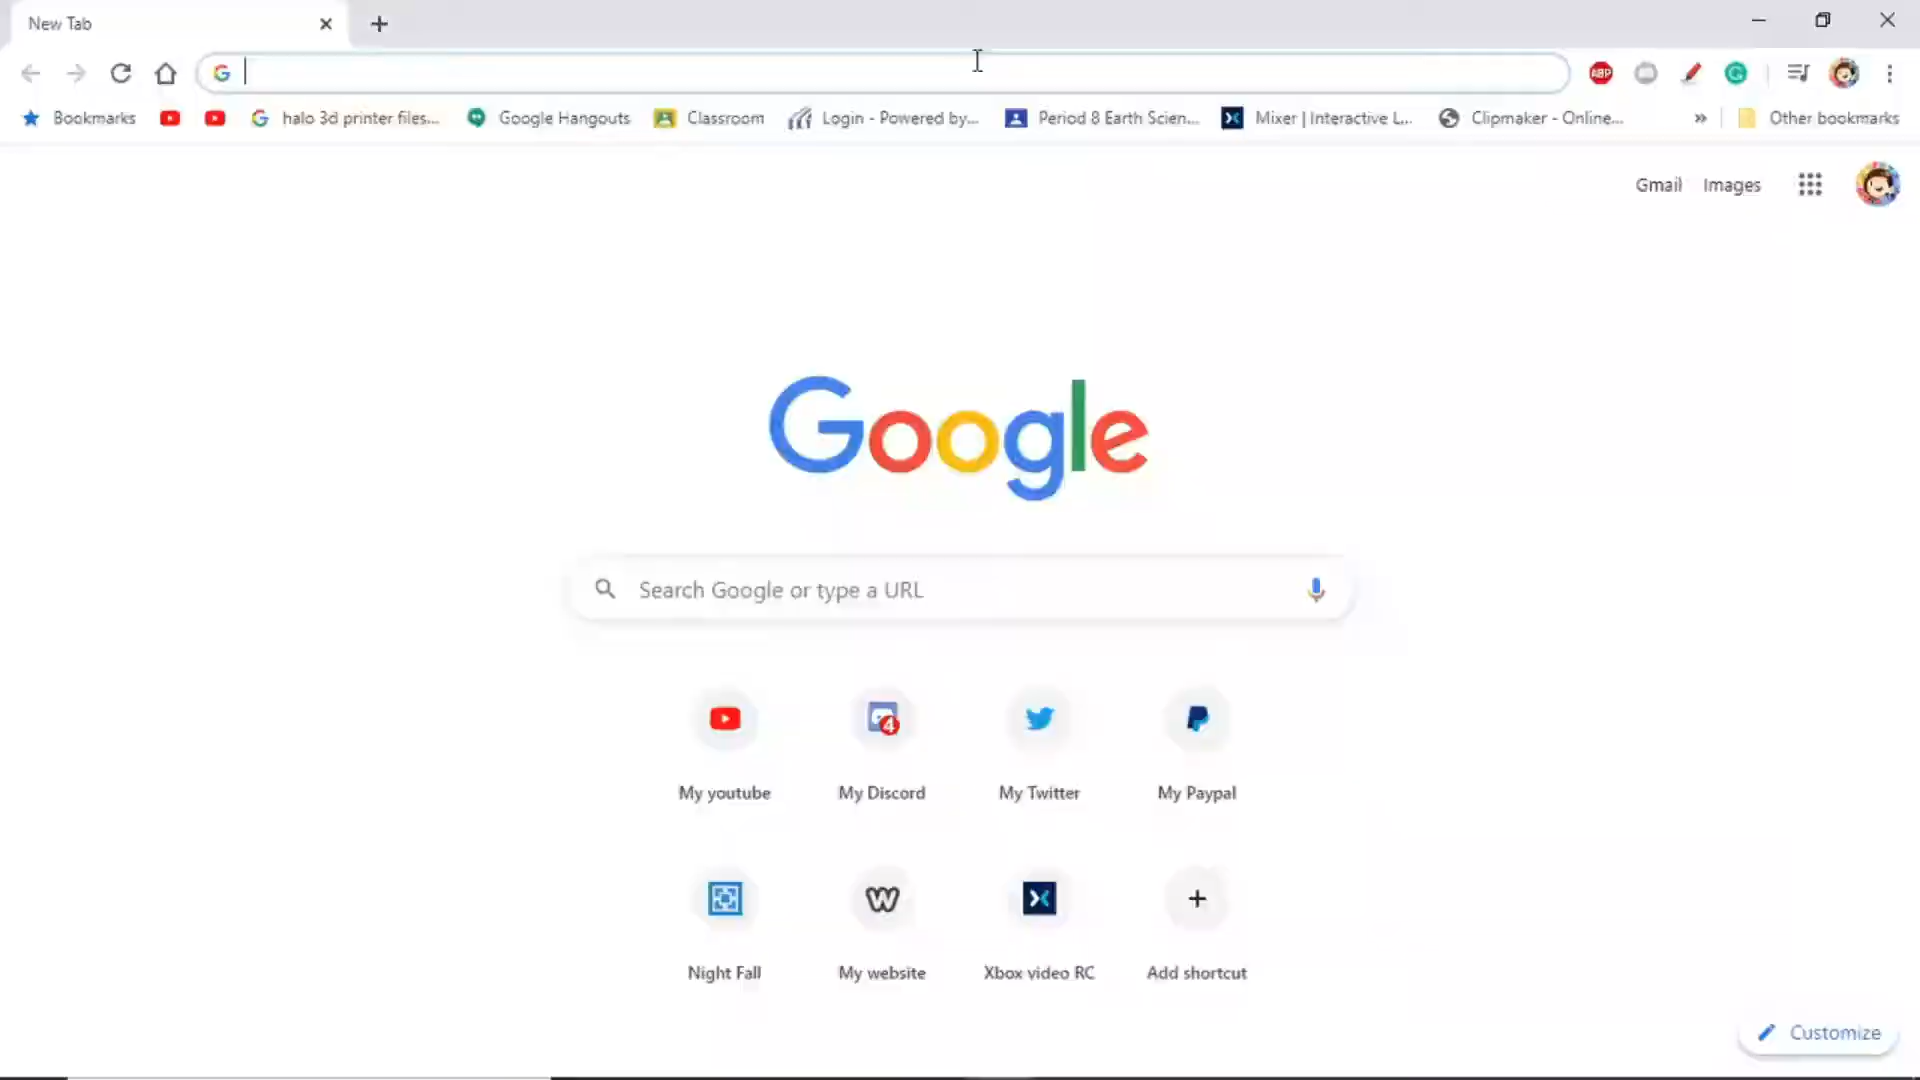 New Tab
Bookmarks halo 3d printer files... Google Hangouts Classroom Login - Powered by... Period 8 Earth Scien... Mixer | Interactive L... Clipmaker - Online... » Other bookmarks
ABP
Gmail Images
Google
Search Google or type a URL
4
My youtube My Discord My Twitter My Paypal
Night Fall My website Xbox video RC Add shortcut
Customize